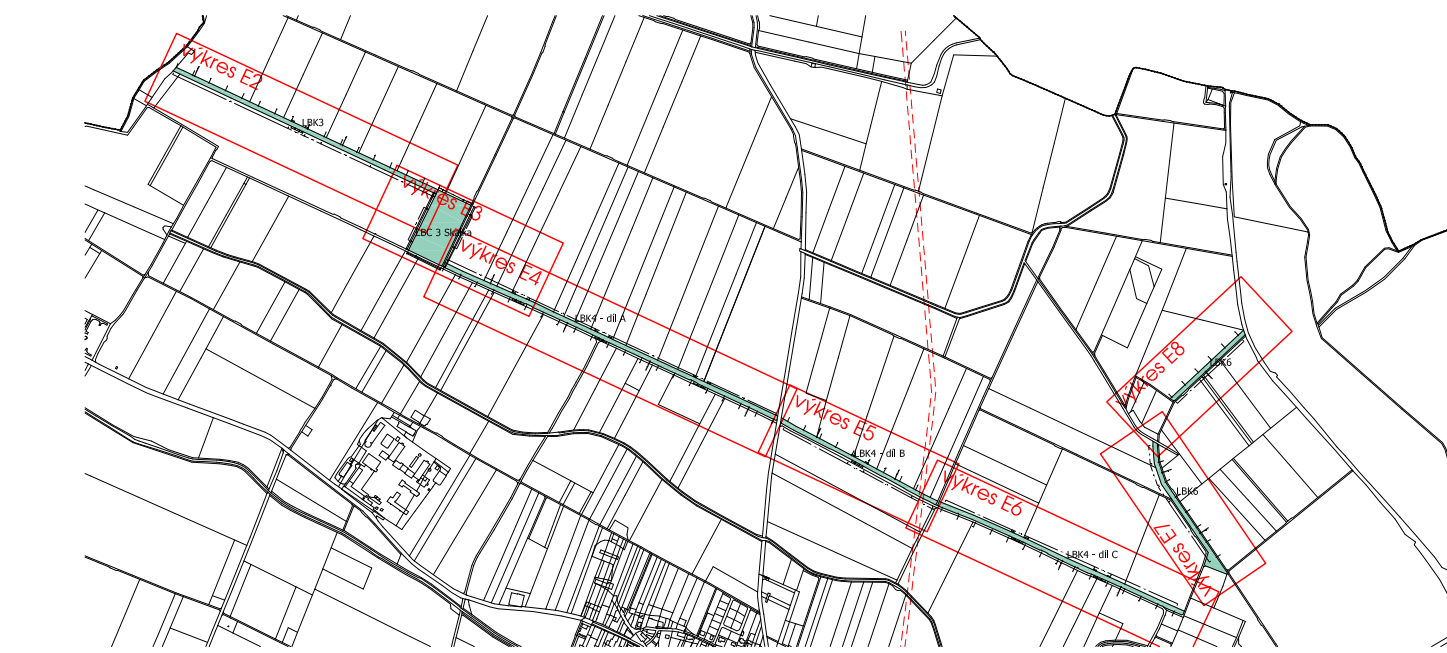 výkres E2
LBK3
výkres E3
LBC 3 Skalka
výkres E4
LBK4 - díl A
výkres E8
LBK6
výkres E5
LBK4 - díl B
výkres E6
LBK6
výkres E7
LBK4 - díl C